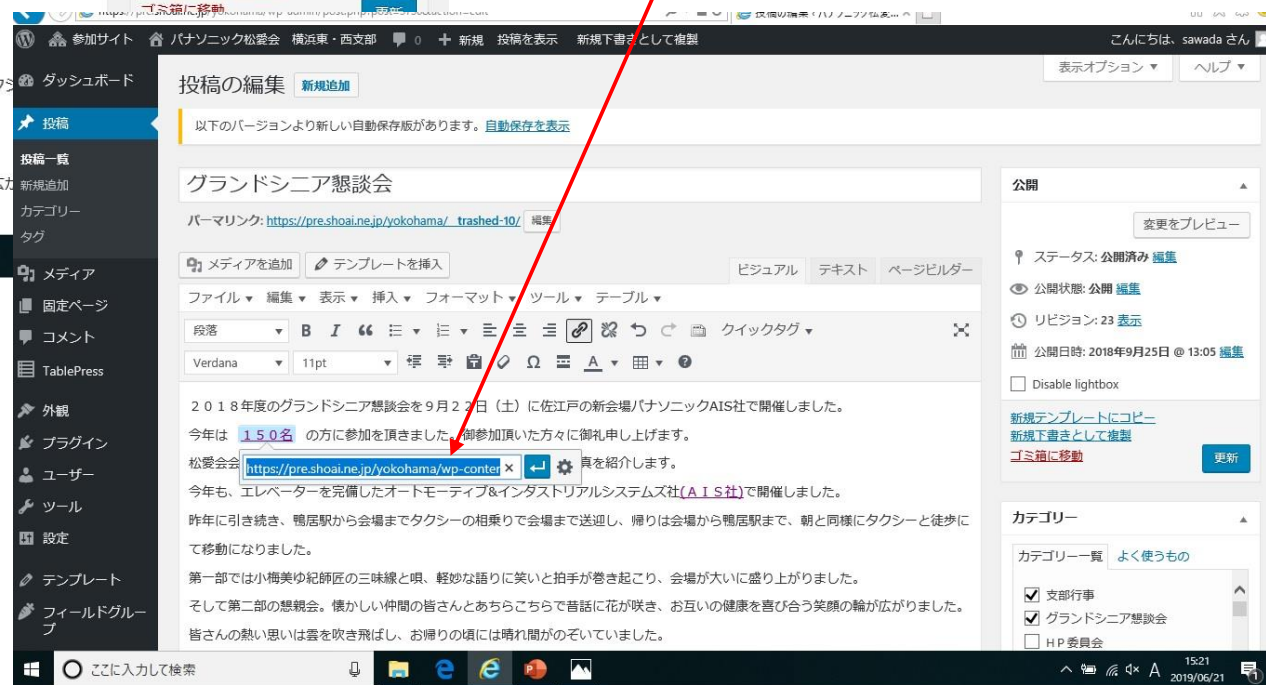 ゴミ箱に移動 更新
参加サイト パナソニック松愛会 横浜東・西支部 0 + 新規 投稿を表示 新規下書きとして複製 こんにちは、sawada さん
ダッシュボード
投稿
投稿一覧
新規追加
カテゴリー
タグ
メディア
固定ページ
コメント
TablePress
外観
プラグイン
ユーザー
ツール
設定
テンプレート
フィールドグループ
表示オプション ▼ ヘルプ ▼
投稿の編集 新規追加
以下のバージョンより新しい自動保存版があります。自動保存を表示
グランドシニア懇談会
パーマリンク: https://pre.shoai.ne.jp/yokohama/_trashed-10/ 編集
メディアを追加 テンプレートを挿入 ビジュアル テキスト ページビルダー
ファイル ▼ 編集 ▼ 表示 ▼ 挿入 ▼ フォーマット ▼ ツール ▼ テーブル ▼
段落 ▼ B I クイックタグ ▼
Verdana ▼ 11pt ▼ Ω A ▼
2018年度のグランドシニア懇談会を9月22日(土)に佐江戸の新会場パナソニックAIS社で開催しました。
今年は 150名 の方に参加を頂きました。御参加頂いた方々に御礼申し上げます。
松愛会会 真を紹介します。
https://pre.shoai.ne.jp/yokohama/wp-conter ×
今年も、エレベーターを完備したオートモーティブ&インダストリアルシステムズ社(AIS社)で開催しました。
昨年に引き続き、鴨居駅から会場までタクシーの相乗りで会場まで送迎し、帰りは会場から鴨居駅まで、朝と同様にタクシーと徒歩に
て移動になりました。
第一部では小梅美ゆ紀師匠の三味線と唄、軽妙な語りに笑いと拍手が巻き起こり、会場が大いに盛り上がりました。
そして第二部の懇親会。懐かしい仲間の皆さんとあちらこちらで昔話に花が咲き、お互いの健康を喜び合う笑顔の輪が広がりました。
皆さんの熱い思いは雲を吹き飛ばし、お帰りの頃には晴れ間がのぞいていました。
公開
変更をプレビュー
ステータス: 公開済み 編集
公開状態: 公開 編集
リビジョン: 23 表示
公開日時: 2018年9月25日 @ 13:05 編集
Disable lightbox
新規テンプレートにコピー
新規下書きとして複製
ゴミ箱に移動 更新
カテゴリー
カテゴリー一覧 よく使うもの
支部行事
グランドシニア懇談会
HP委員会
ここに入力して検索
A 15:21
2019/06/21